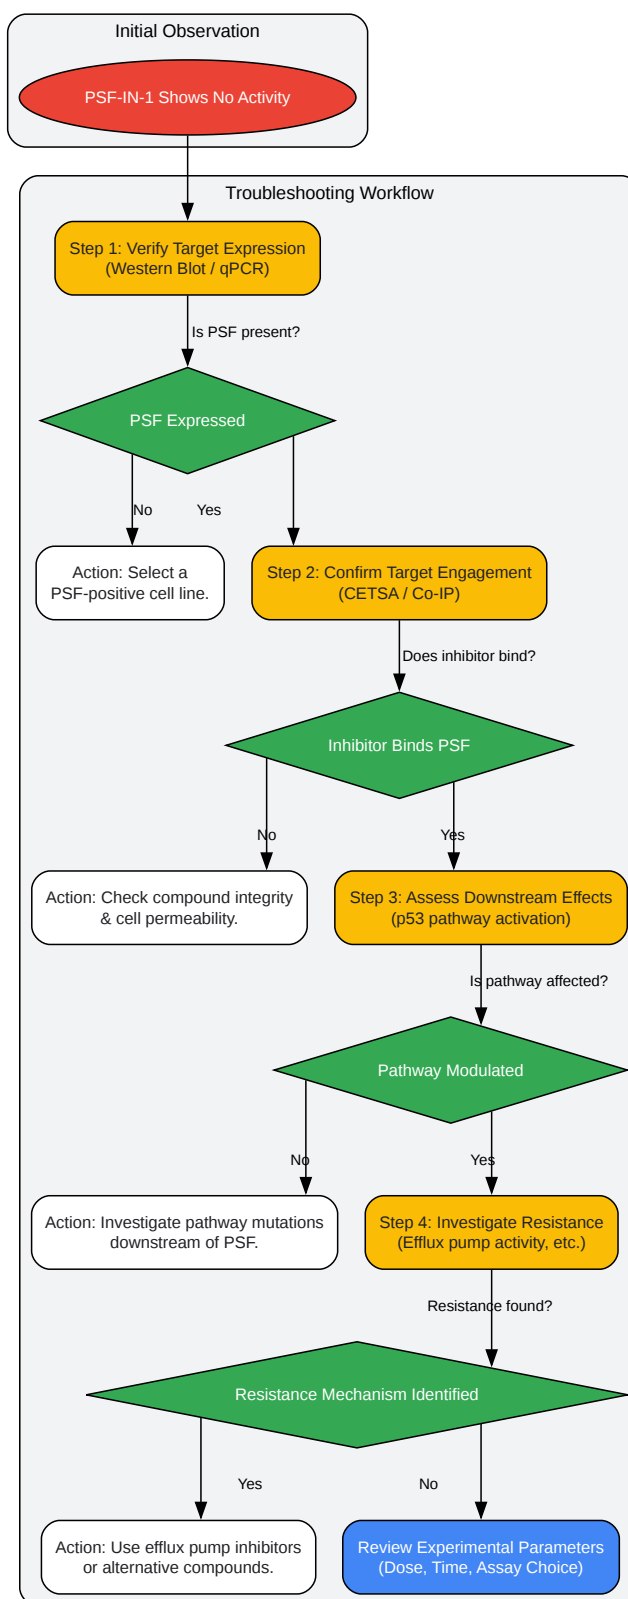 Initial Observation
PSF-IN-1 Shows No Activity
Troubleshooting Workflow
Step 1: Verify Target Expression
(Western Blot / qPCR)
Is PSF present?
PSF Expressed
No
Yes
Action: Select a
PSF-positive cell line.
Step 2: Confirm Target Engagement
(CETSA / Co-IP)
Does inhibitor bind?
Inhibitor Binds PSF
No
Yes
Action: Check compound integrity
& cell permeability.
Step 3: Assess Downstream Effects
(p53 pathway activation)
Is pathway affected?
Pathway Modulated
No
Yes
Action: Investigate pathway mutations
downstream of PSF.
Step 4: Investigate Resistance
(Efflux pump activity, etc.)
Resistance found?
Resistance Mechanism Identified
Yes
No
Action: Use efflux pump inhibitors
or alternative compounds.
Review Experimental Parameters
(Dose, Time, Assay Choice)